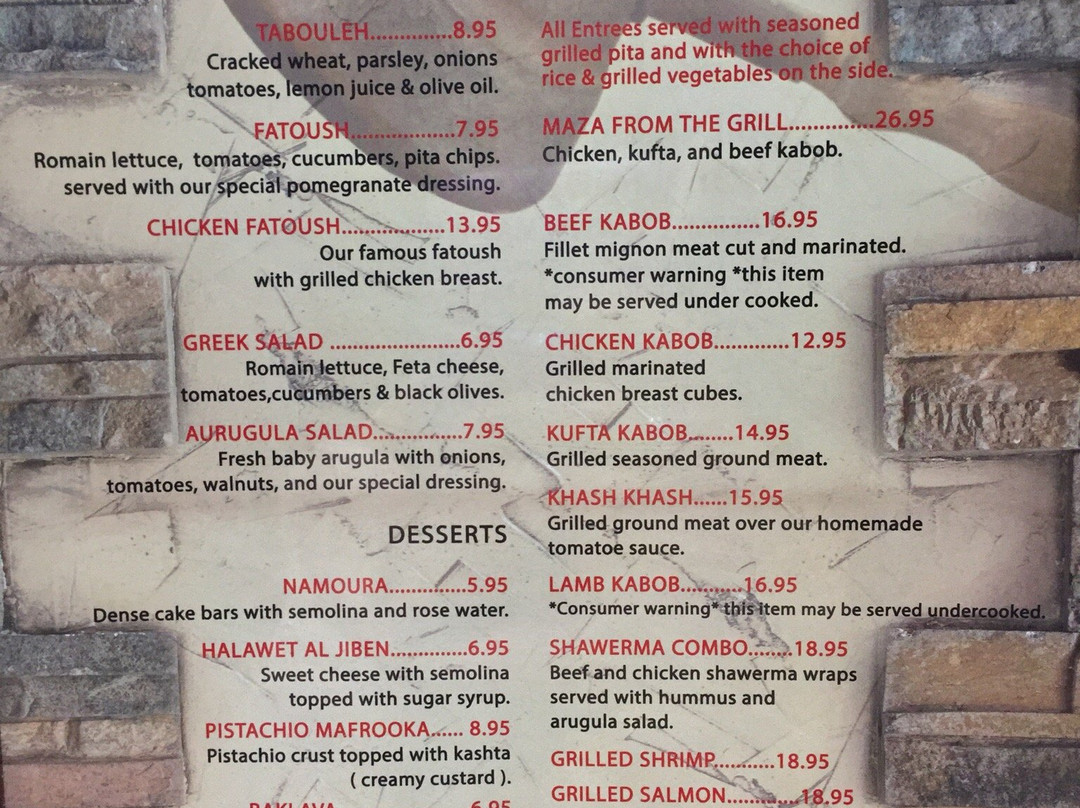 TABOULEH..............8.95
Cracked wheat, parsley, onions
tomatoes, lemon juice & olive oil.
FATOUSH..................7.95
Romain lettuce, tomatoes, cucumbers, pita chips.
served with our special pomegranate dressing.
CHICKEN FATOUSH..................13.95
Our famous fatoush
with grilled chicken breast.
GREEK SALAD .......................6.95
Romain lettuce, Feta cheese,
tomatoes,cucumbers & black olives.
AURUGULA SALAD................7.95
Fresh baby arugula with onions,
tomatoes, walnuts, and our special dressing.
DESSERTS
NAMOURA..............5.95
Dense cake bars with semolina and rose water.
HALAWET AL JIBEN..............6.95
Sweet cheese with semolina
topped with sugar syrup.
PISTACHIO MAFROOKA...... 8.95
Pistachio crust topped with kashta
( creamy custard ).
BAKLAVA 6.95
All Entrees served with seasoned
grilled pita and with the choice of
rice & grilled vegetables on the side.
MAZA FROM THE GRILL...............26.95
Chicken, kufta, and beef kabob.
BEEF KABOB................16.95
Fillet mignon meat cut and marinated.
*consumer warning *this item
may be served under cooked.
CHICKEN KABOB.............12.95
Grilled marinated
chicken breast cubes.
KUFTA KABOB........14.95
Grilled seasoned ground meat.
KHASH KHASH......15.95
Grilled ground meat over our homemade
tomatoe sauce.
LAMB KABOB...........16.95
*Consumer warning* this item may be served undercooked.
SHAWERMA COMBO........18.95
Beef and chicken shawerma wraps
served with hummus and
arugula salad.
GRILLED SHRIMP...........18.95
GRILLED SALMON.............18.95